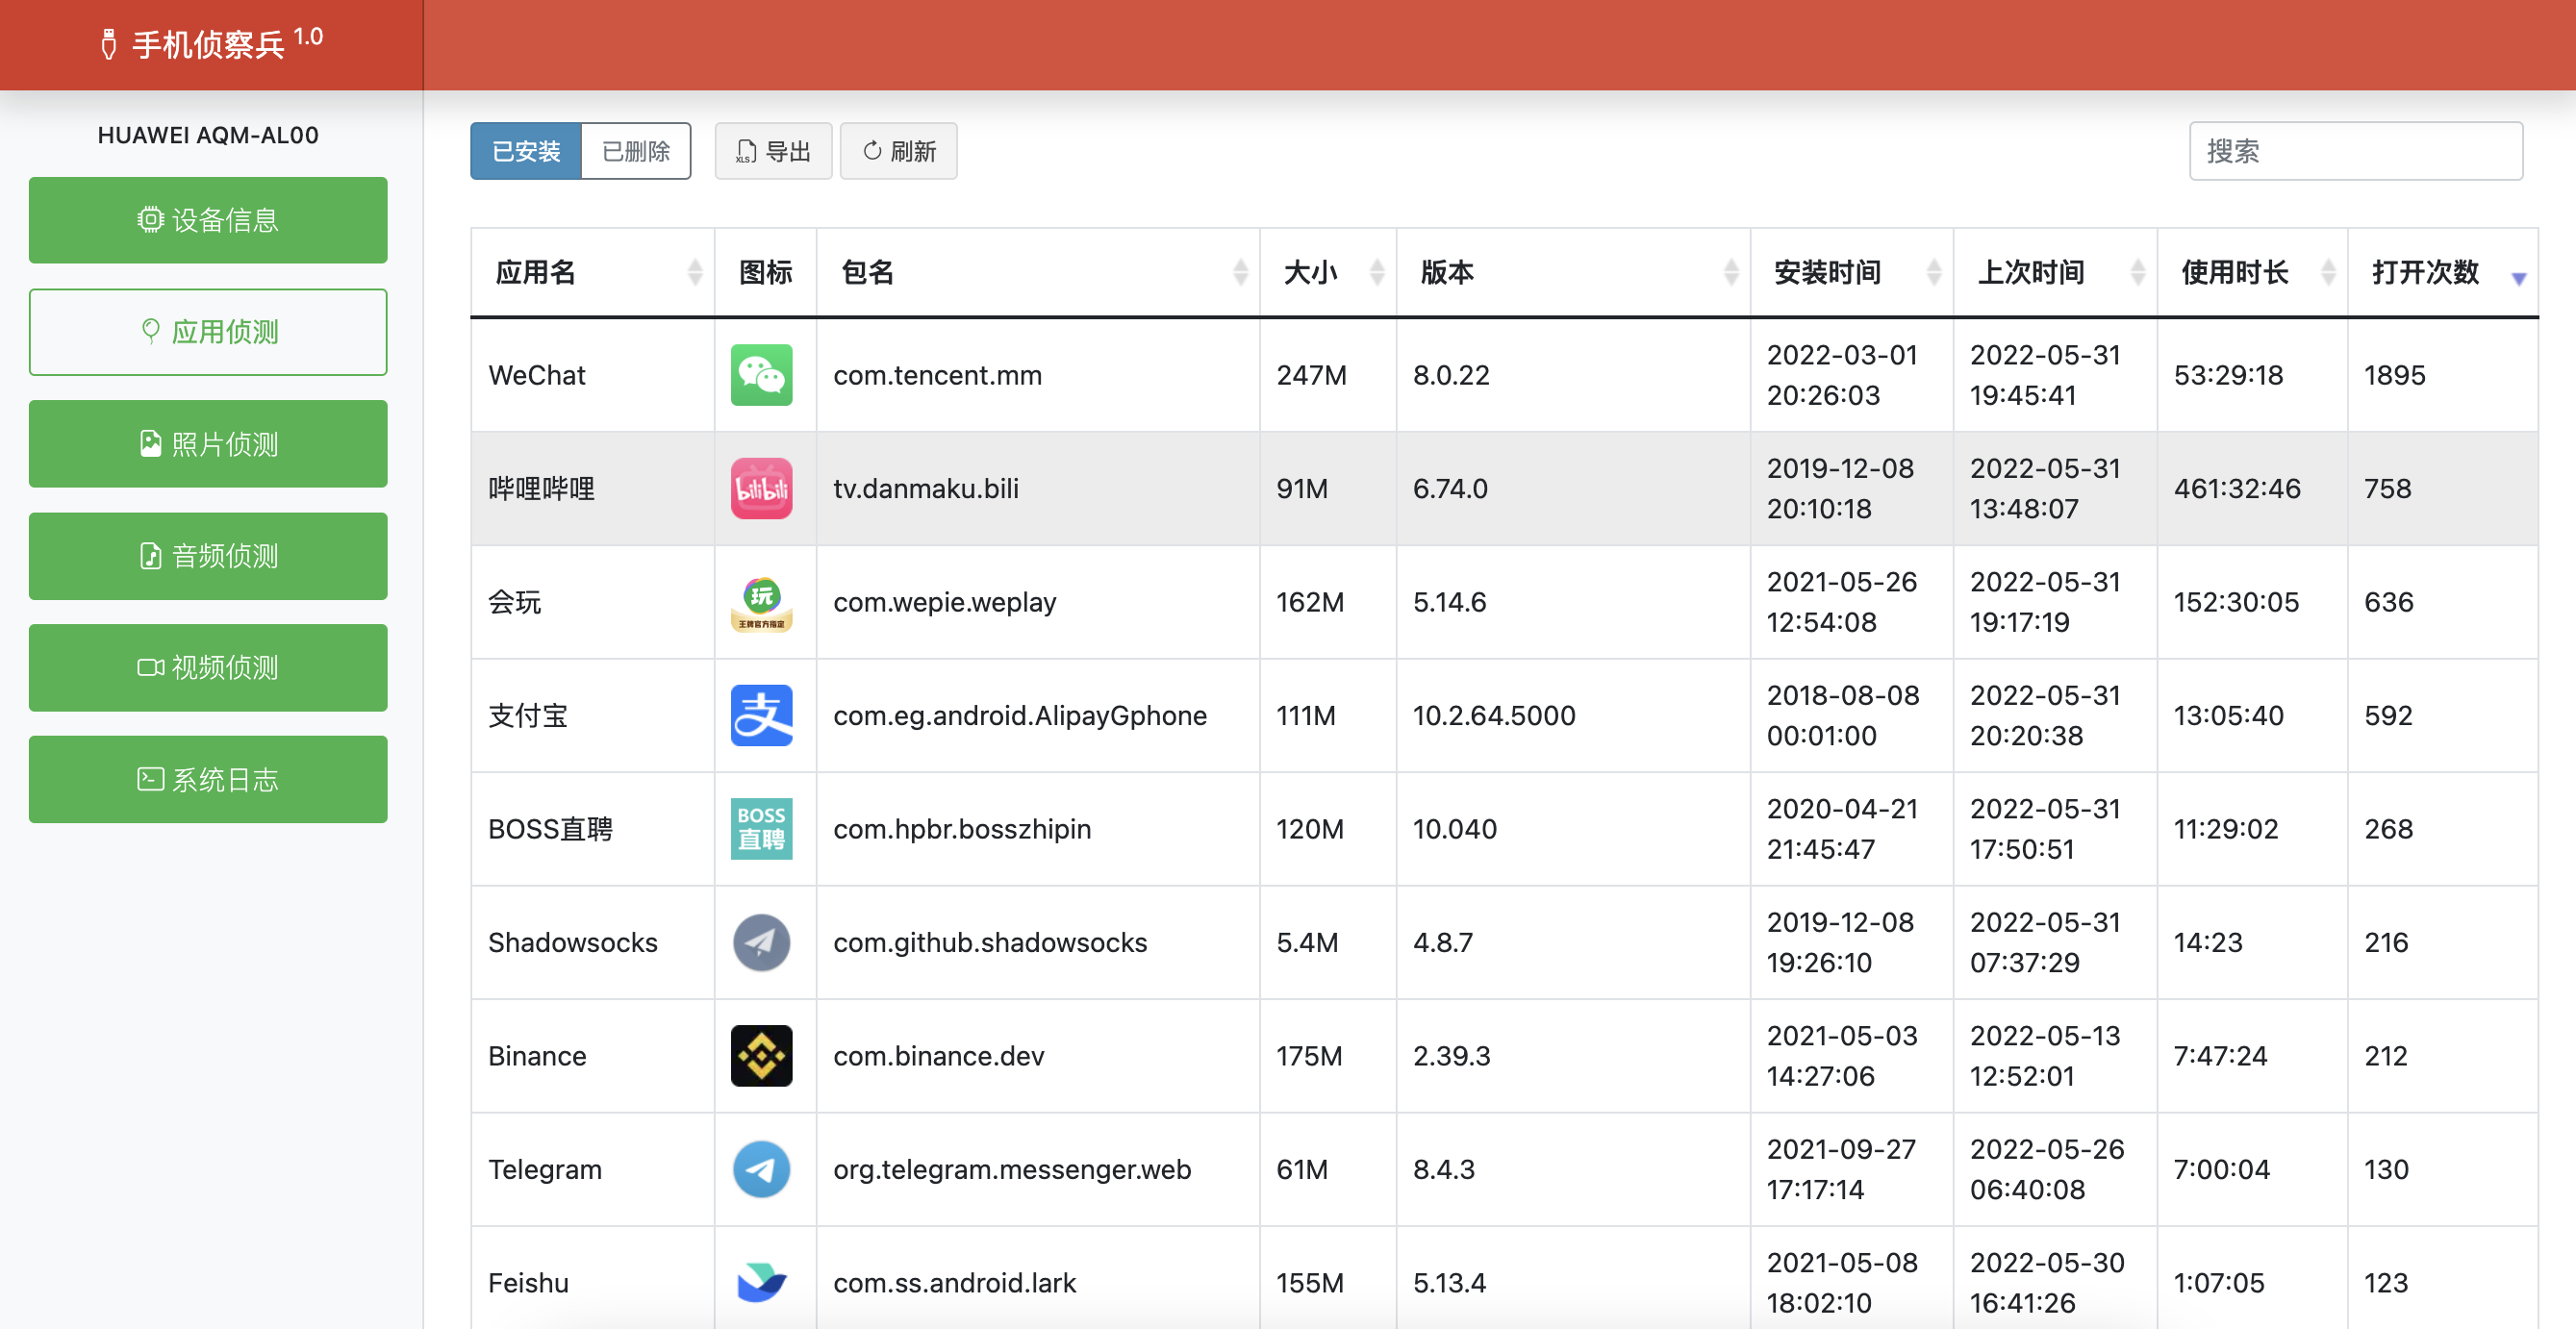 手机侦察兵 1.0
HUAWEI AQM-AL00
设备信息
应用侦测
照片侦测
音频侦测
视频侦测
系统日志
已安装 已删除 XLS 导出 刷新 搜索
应用名 图标 包名 大小 版本 安装时间 上次时间 使用时长 打开次数
WeChat com.tencent.mm 247M 8.0.22 2022-03-01 20:26:03 2022-05-31 19:45:41 53:29:18 1895
哔哩哔哩 bilibili tv.danmaku.bili 91M 6.74.0 2019-12-08 20:10:18 2022-05-31 13:48:07 461:32:46 758
会玩 玩 王牌官方指定 com.wepie.weplay 162M 5.14.6 2021-05-26 12:54:08 2022-05-31 19:17:19 152:30:05 636
支付宝 支 com.eg.android.AlipayGphone 111M 10.2.64.5000 2018-08-08 00:01:00 2022-05-31 20:20:38 13:05:40 592
BOSS直聘 BOSS直聘 com.hpbr.bosszhipin 120M 10.040 2020-04-21 21:45:47 2022-05-31 17:50:51 11:29:02 268
Shadowsocks com.github.shadowsocks 5.4M 4.8.7 2019-12-08 19:26:10 2022-05-31 07:37:29 14:23 216
Binance com.binance.dev 175M 2.39.3 2021-05-03 14:27:06 2022-05-13 12:52:01 7:47:24 212
Telegram org.telegram.messenger.web 61M 8.4.3 2021-09-27 17:17:14 2022-05-26 06:40:08 7:00:04 130
Feishu com.ss.android.lark 155M 5.13.4 2021-05-08 18:02:10 2022-05-30 16:41:26 1:07:05 123